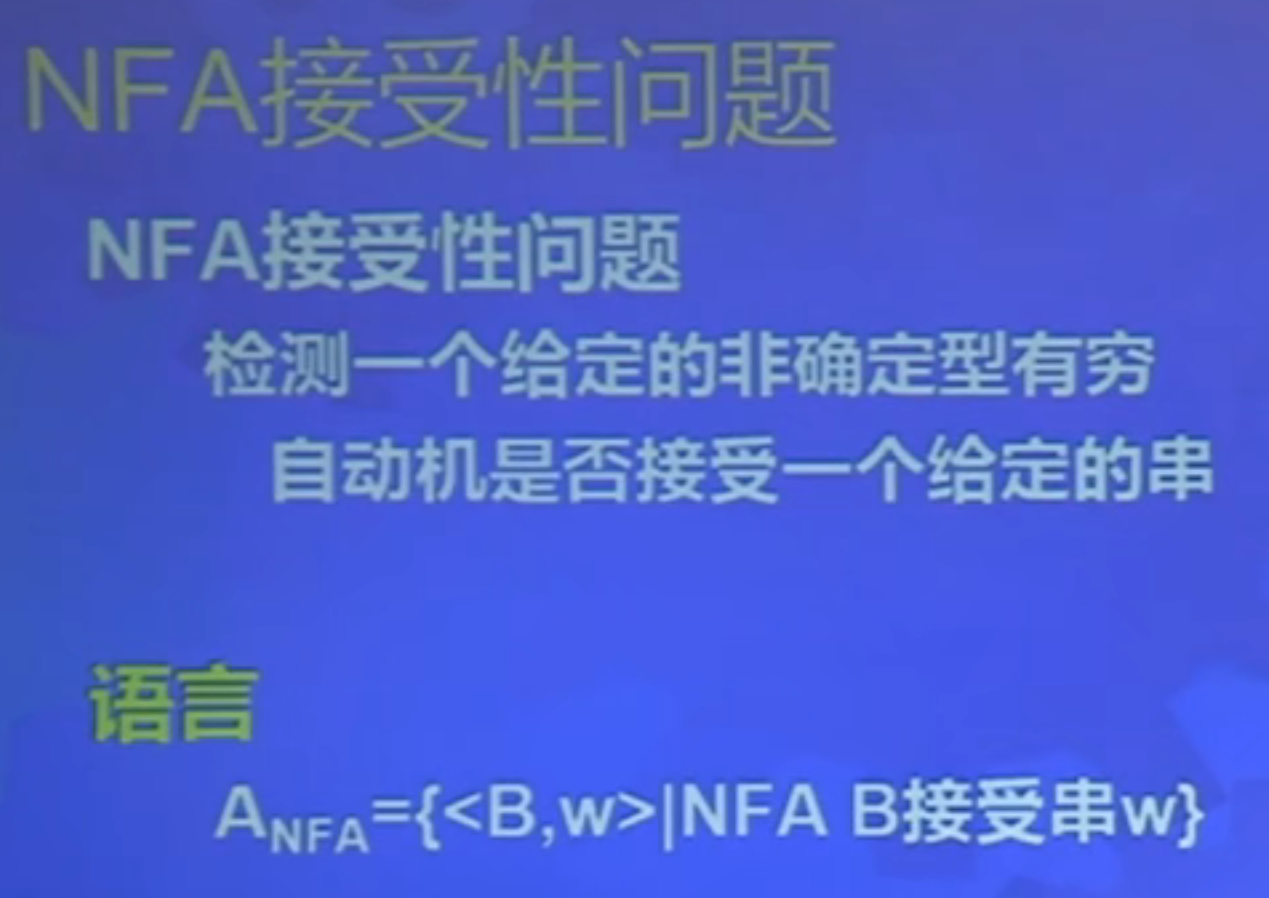 NFA接受性问题
NFA接受性问题
检测一个给定的非确定型有穷
自动机是否接受一个给定的串
语言
A_NFA={<B,w>|NFA B接受串w}